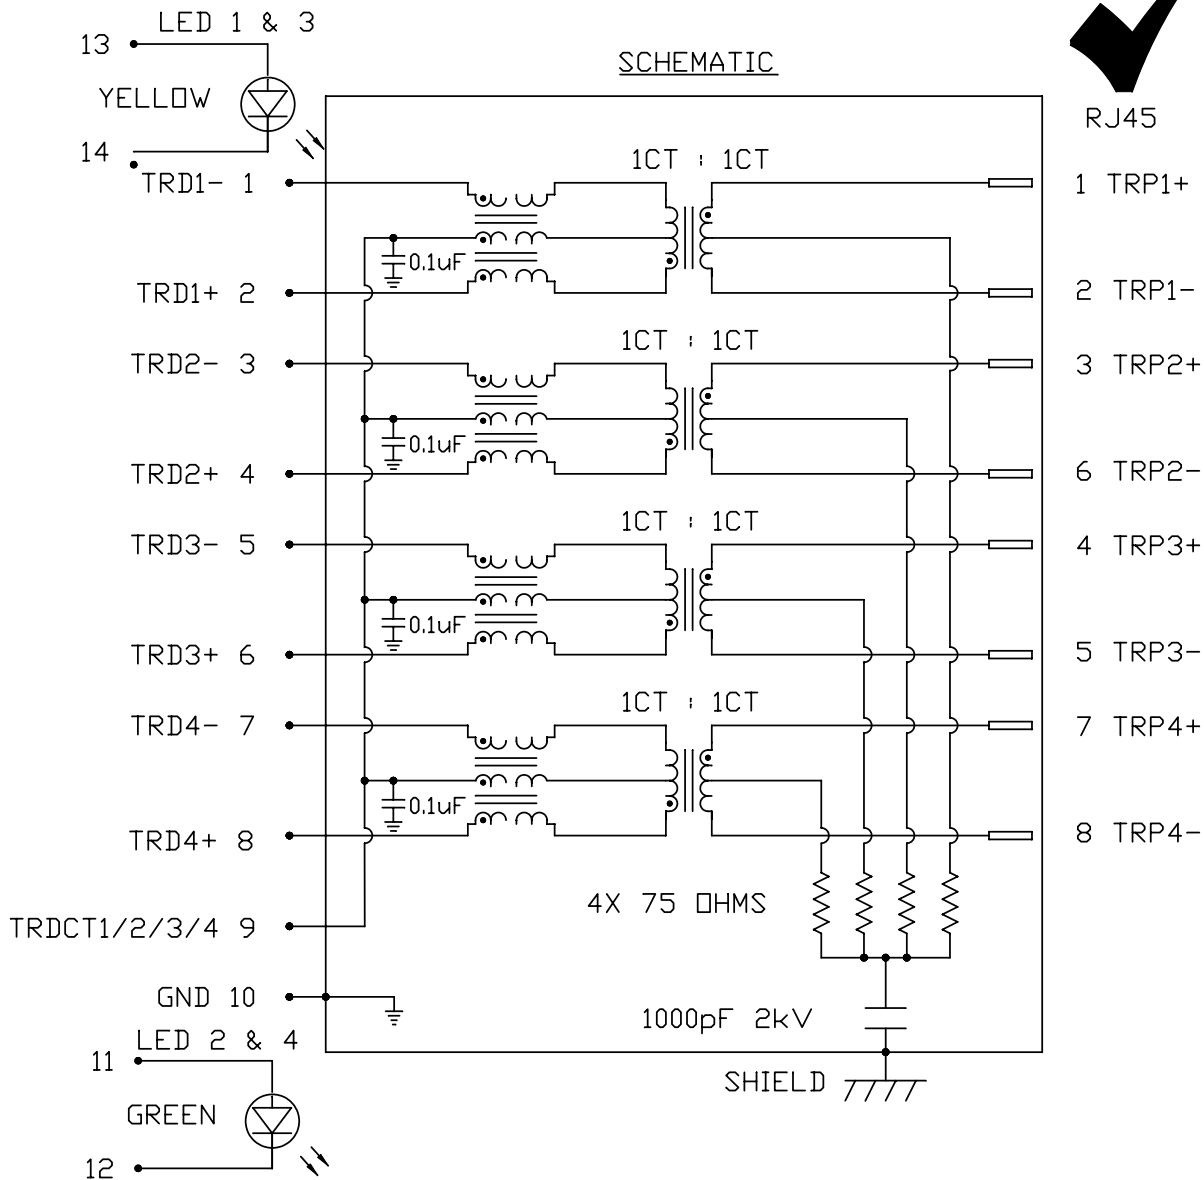 LED 1 & 3
13
YELLOW
14
SCHEMATIC
RJ45
1CT : 1CT
TRD1- 1
1 TRP1+
0.1uF
TRD1+ 2
2 TRP1-
1CT : 1CT
TRD2- 3
3 TRP2+
0.1uF
TRD2+ 4
6 TRP2-
1CT : 1CT
TRD3- 5
4 TRP3+
0.1uF
TRD3+ 6
5 TRP3-
1CT : 1CT
TRD4- 7
7 TRP4+
0.1uF
TRD4+ 8
8 TRP4-
4X 75 OHMS
TRDCT1/2/3/4 9
GND 10
1000pF 2kV
SHIELD
LED 2 & 4
11
GREEN
12